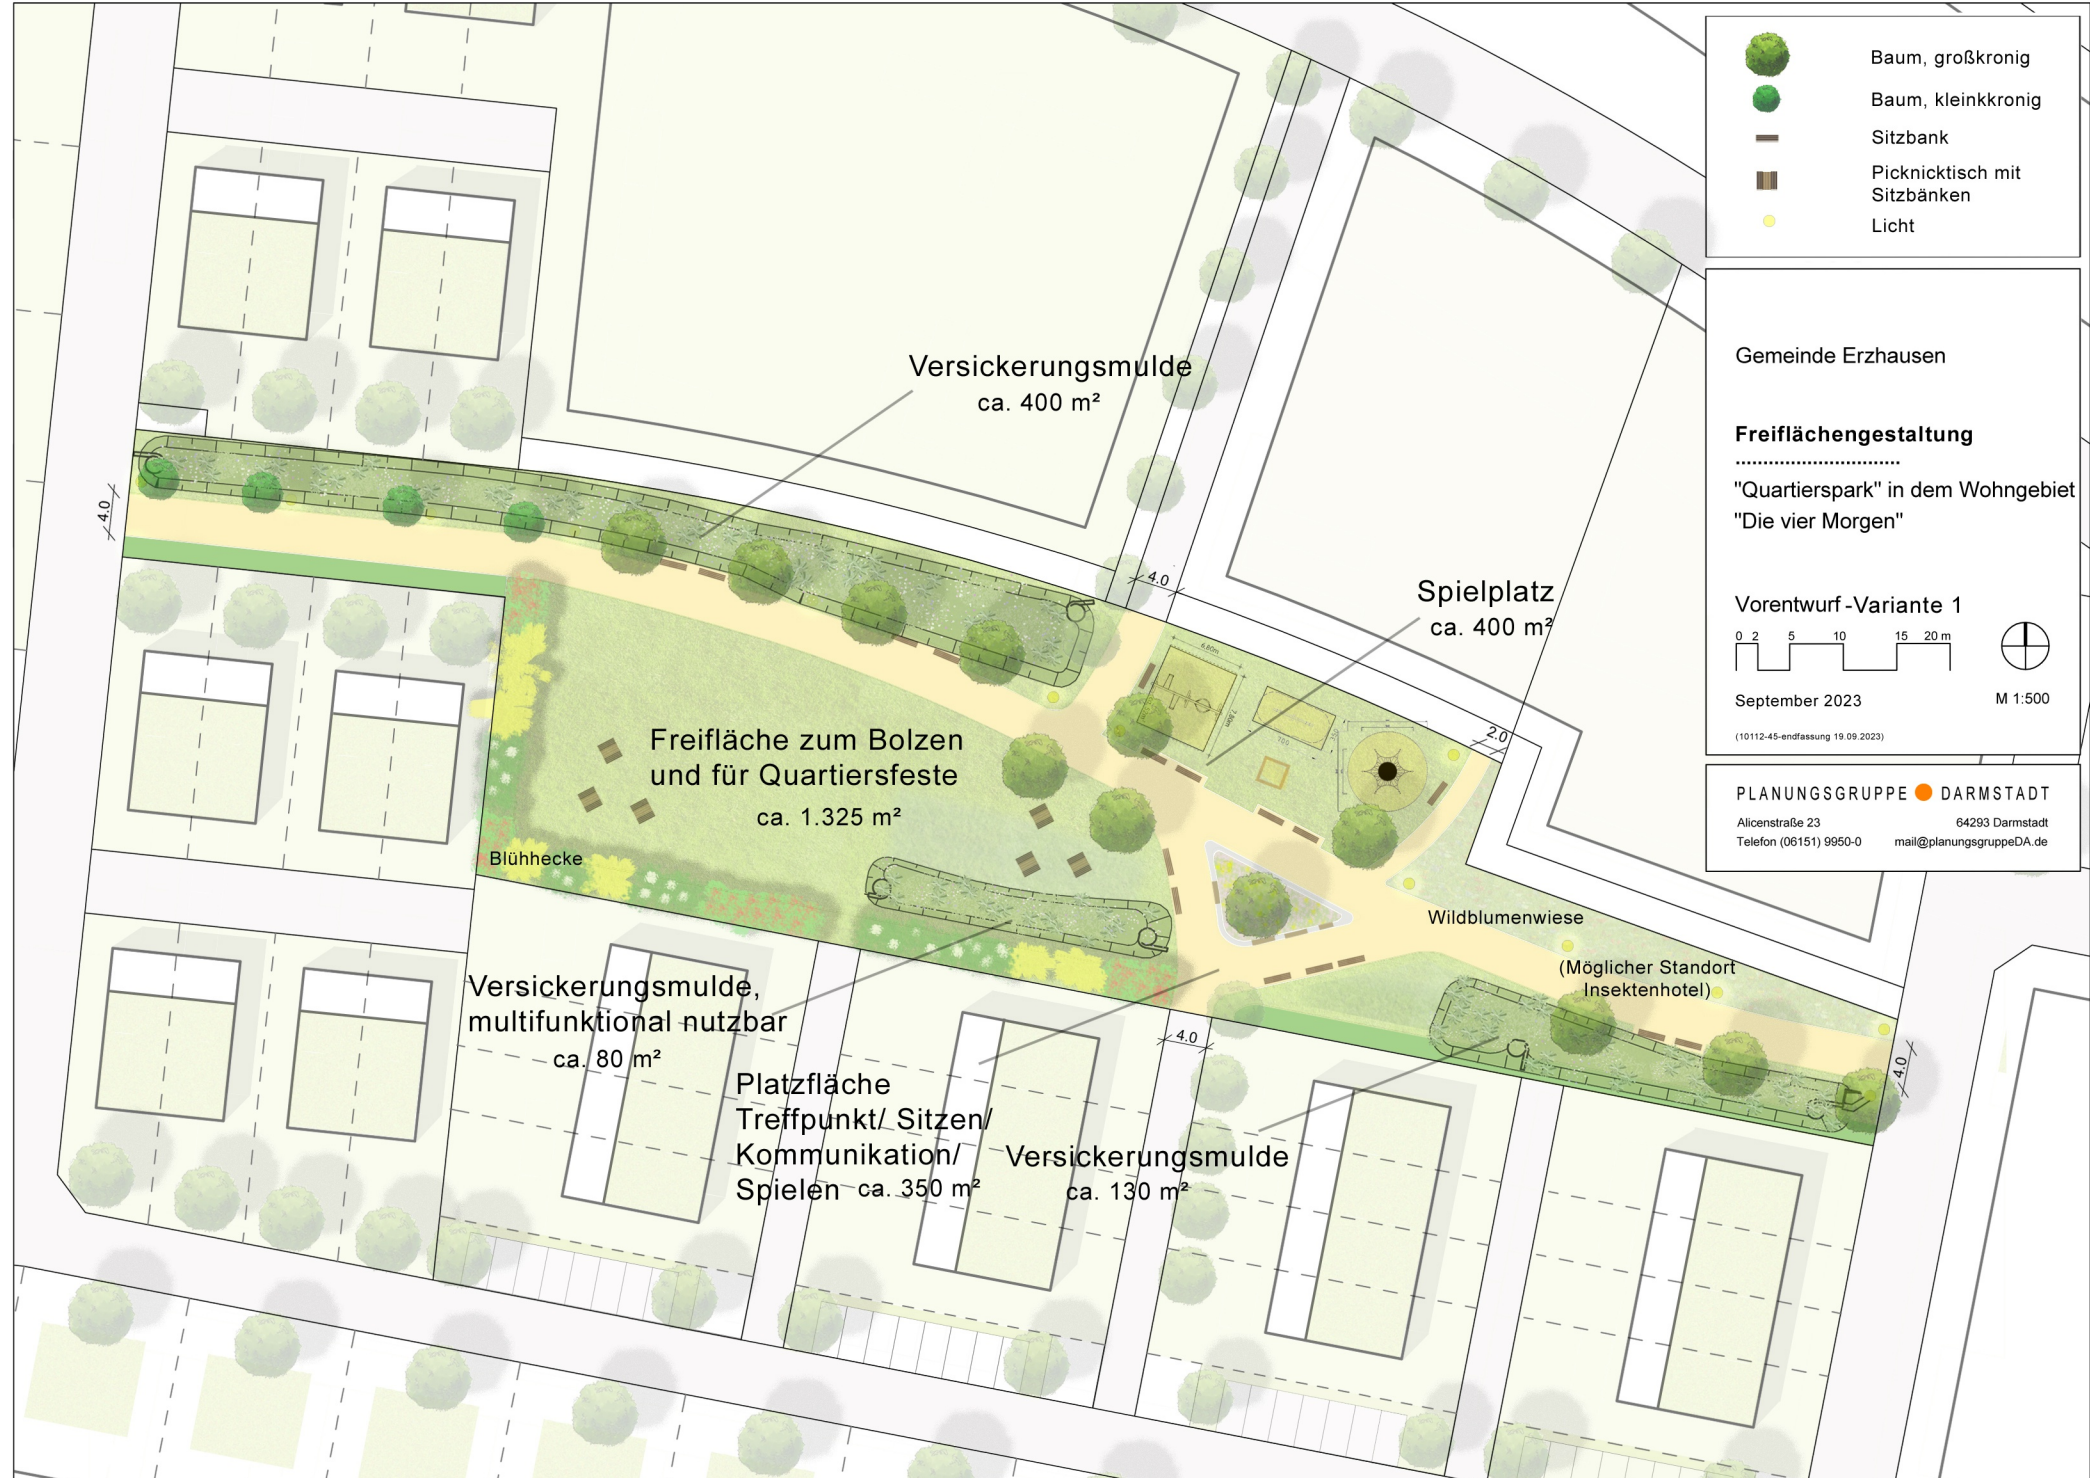 Baum, großkronig
Baum, kleinkkronig
Sitzbank
Picknicktisch mit
Sitzbänken
Licht
Gemeinde Erzhausen
Freiflächengestaltung
"Quartierspark" in dem Wohngebiet
"Die vier Morgen"
Vorentwurf-Variante 1
0 2 5 10 15 20 m
September 2023
M 1:500
(10112-45-endfassung 19.09.2023)
PLANUNGSGRUPPE DARMSTADT
Alicenstraße 23 64293 Darmstadt
Telefon (06151) 9950-0 mail@planungsgruppeDA.de
Versickerungsmulde
ca. 400 m²
4.0
4.0
Spielplatz
ca. 400 m²
6,80m
7,80m
2.0
Freifläche zum Bolzen
und für Quartiersfeste
ca. 1.325 m²
Blühhecke
Wildblumenwiese
(Möglicher Standort
Insektenhotel)
Versickerungsmulde,
multifunktional nutzbar
ca. 80 m²
4.0
4.0
Platzfläche
Treffpunkt/ Sitzen/
Kommunikation/
Spielen ca. 350 m²
Versickerungsmulde
ca. 130 m²